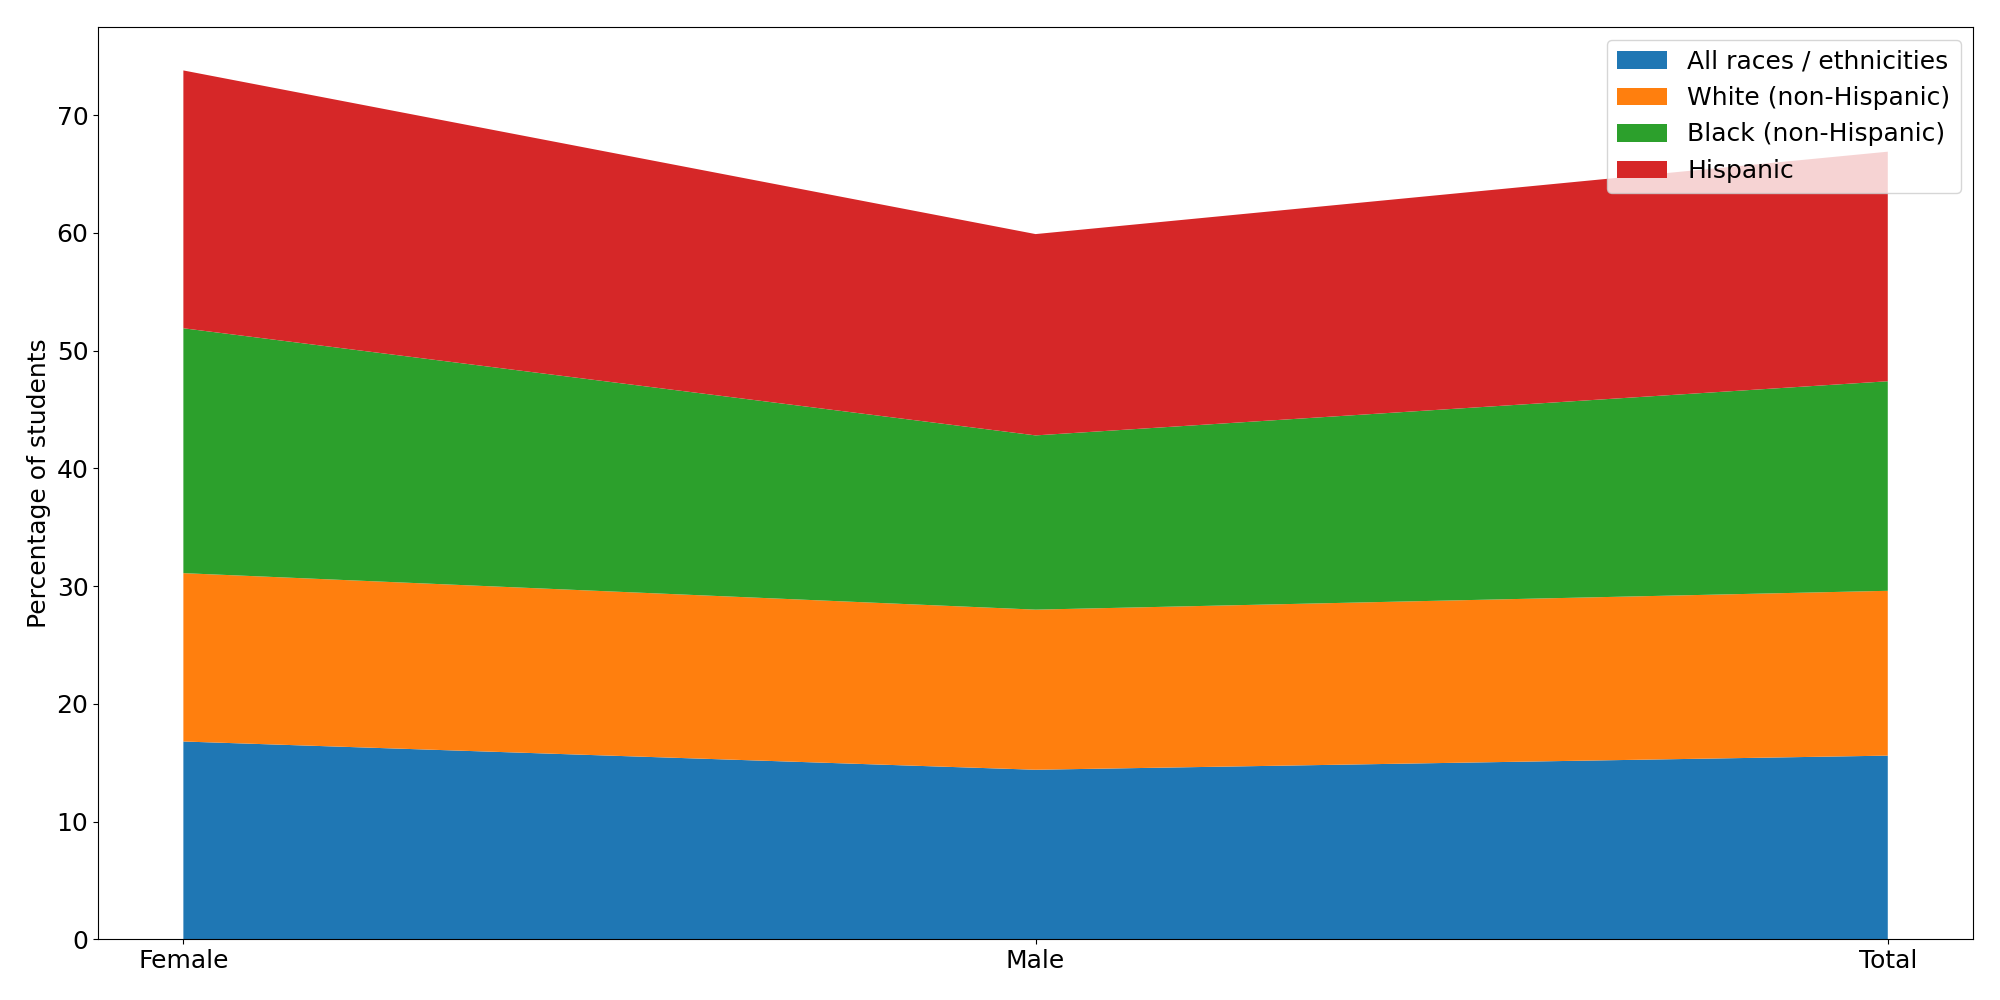 All races / ethnicities
White (non-Hispanic)
Black (non-Hispanic)
Hispanic
Percentage of students
70
60
50
40
30
20
10
0
Female
Male
Total